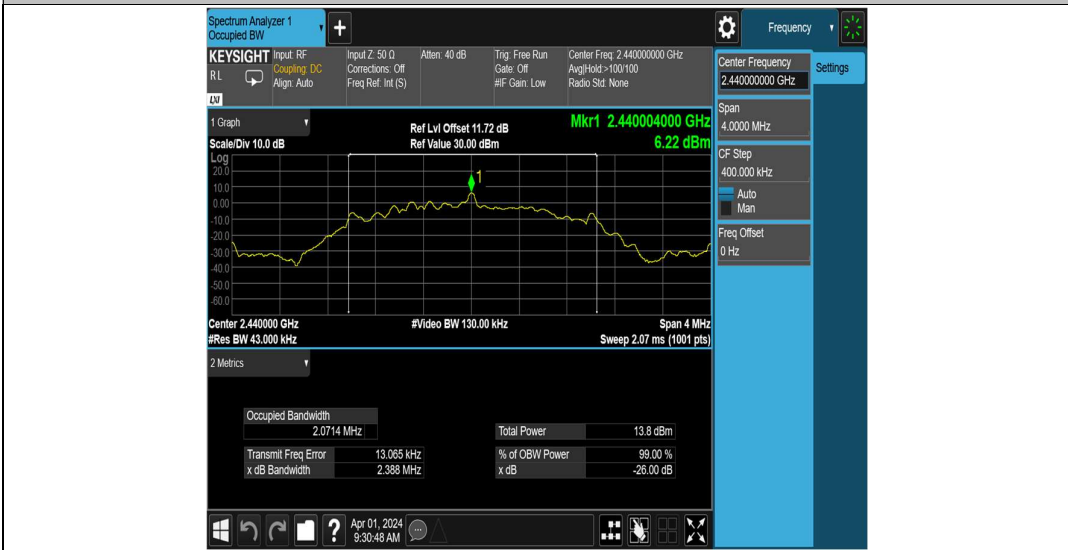 Spectrum Analyzer 1
Occupied BW
+
Frequency
KEYSIGHT
RL
LXI
Input: RF
Coupling: DC
Align: Auto
Input Z: 50 Ω
Corrections: Off
Freq Ref: Int (S)
Atten: 40 dB
Trig: Free Run
Gate: Off
#IF Gain: Low
Center Freq: 2.440000000 GHz
Avg|Hold:>100/100
Radio Std: None
Center Frequency
2.440000000 GHz
Settings
Span
4.0000 MHz
CF Step
400.000 kHz
Auto
Man
Freq Offset
0 Hz
1 Graph
Scale/Div 10.0 dB
Ref Lvl Offset 11.72 dB
Ref Value 30.00 dBm
Mkr1 2.440004000 GHz
6.22 dBm
Log
20.0
10.0
0.00
-10.0
-20.0
-30.0
-40.0
-50.0
-60.0
1
Center 2.440000 GHz
#Video BW 130.00 kHz
Span 4 MHz
#Res BW 43.000 kHz
Sweep 2.07 ms (1001 pts)
2 Metrics
Occupied Bandwidth
2.0714 MHz
Total Power 13.8 dBm
Transmit Freq Error 13.065 kHz
% of OBW Power 99.00 %
x dB Bandwidth 2.388 MHz
x dB -26.00 dB
?
Apr 01, 2024
9:30:48 AM